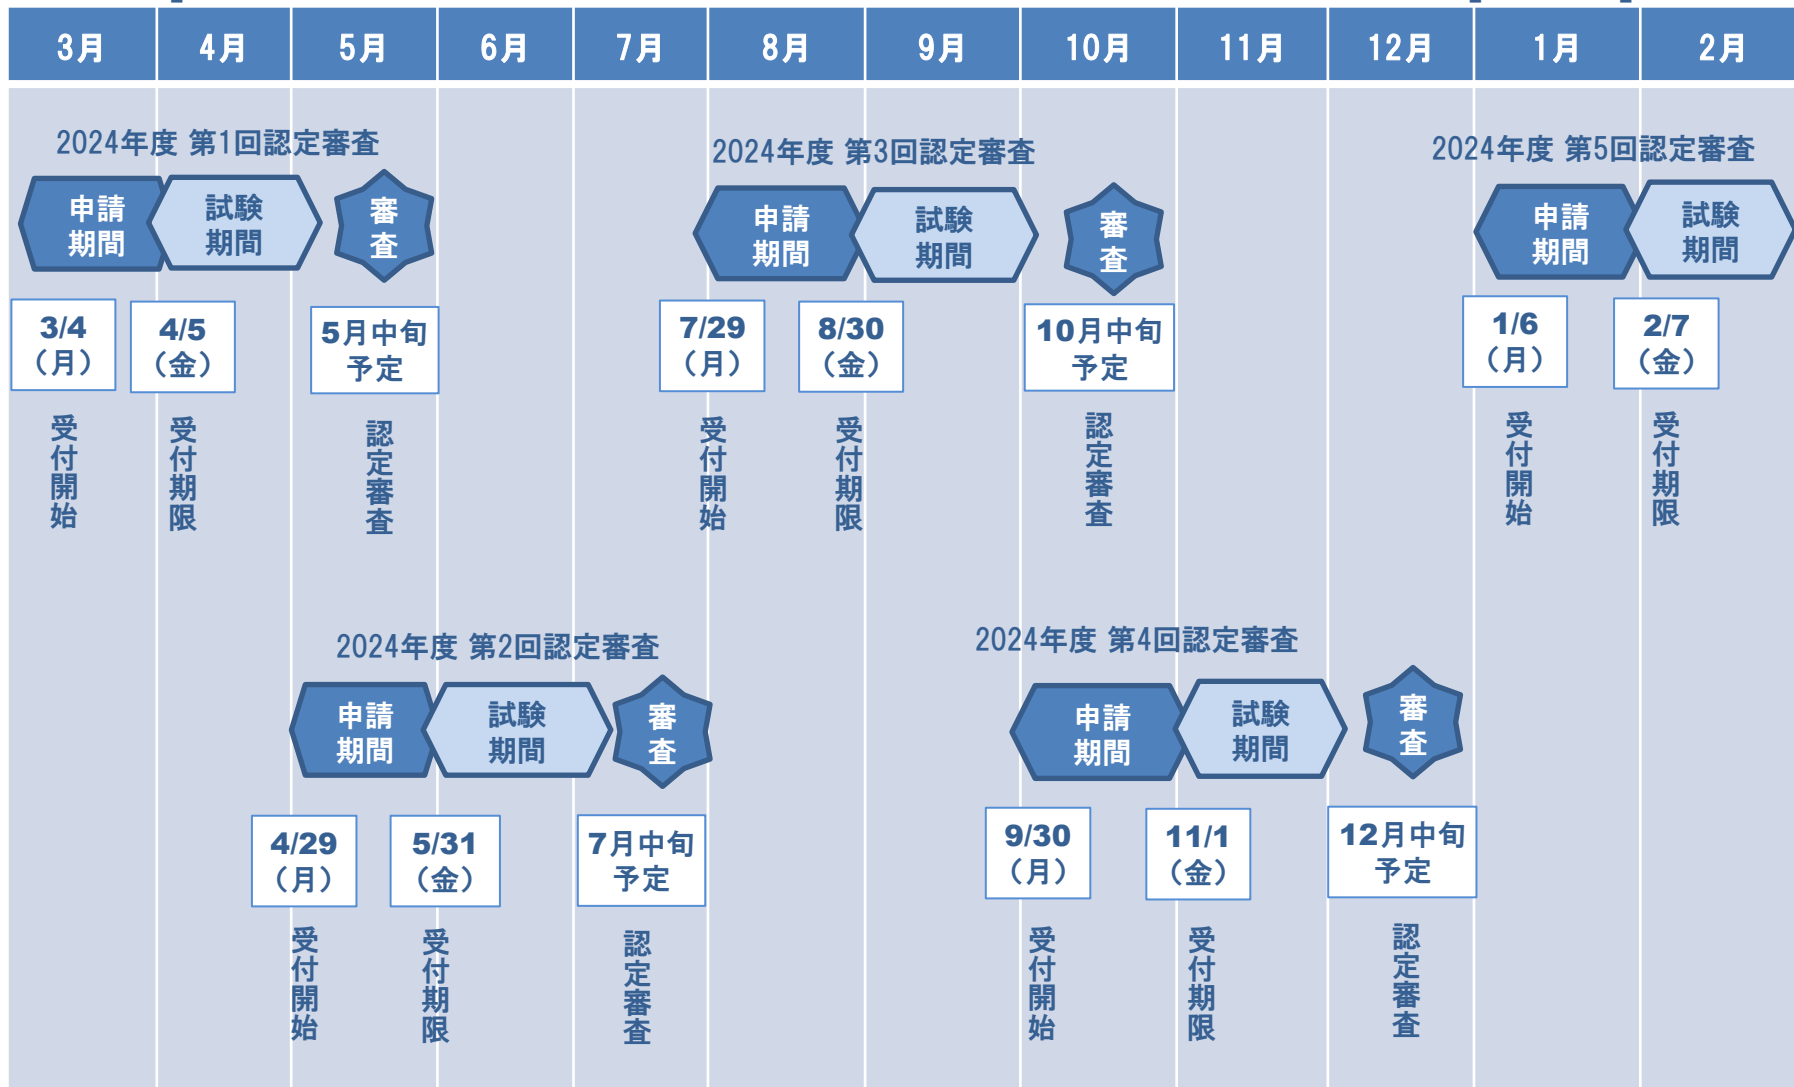 3月 4月 5月 6月 7月 8月 9月 10月 11月 12月 1月 2月
2024年度 第1回認定審査
申請
期間
試験
期間
審
査
3/4
（月）
4/5
（金）
5月中旬
予定
受付開始
受付期限
認定審査
2024年度 第3回認定審査
申請
期間
試験
期間
審
査
7/29
（月）
8/30
（金）
10月中旬
予定
受付開始
受付期限
認定審査
2024年度 第5回認定審査
申請
期間
試験
期間
1/6
（月）
2/7
（金）
受付開始
受付期限
2024年度 第2回認定審査
申請
期間
試験
期間
審
査
4/29
（月）
5/31
（金）
7月中旬
予定
受付開始
受付期限
認定審査
2024年度 第4回認定審査
申請
期間
試験
期間
審
査
9/30
（月）
11/1
（金）
12月中旬
予定
受付開始
受付期限
認定審査